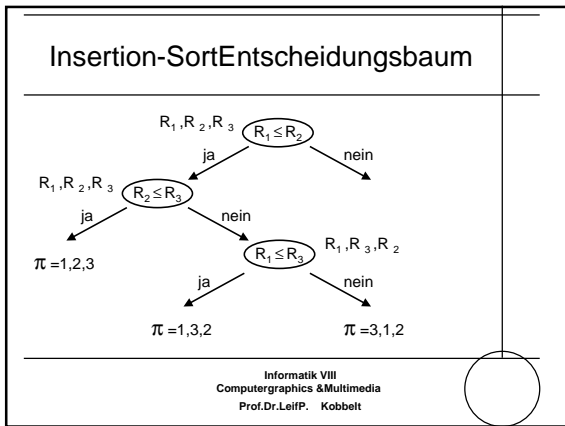 Insertion-SortEntscheidungsbaum
R₁,R₂,R₃
R₁≤R₂
ja
nein
R₁,R₂,R₃
R₂≤R₃
ja
nein
π=1,2,3
R₁≤R₃
R₁,R₃,R₂
ja
nein
π=1,3,2
π=3,1,2
Informatik VIII
Computergraphics &Multimedia
Prof.Dr.LeifP. Kobbelt